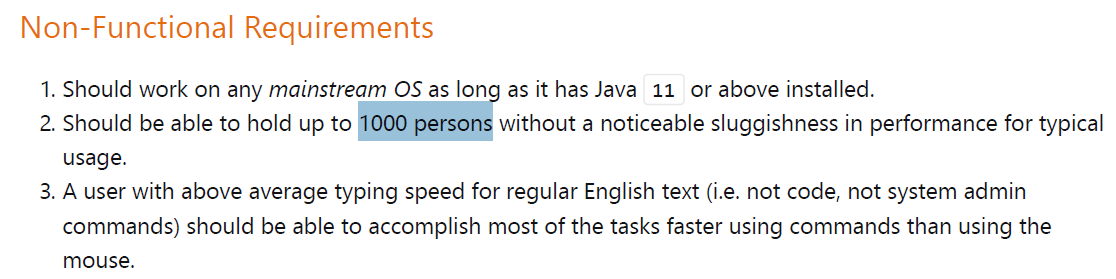 Non-Functional Requirements
1. Should work on any mainstream OS as long as it has Java 11 or above installed.
2. Should be able to hold up to 1000 persons without a noticeable sluggishness in performance for typical
usage.
3. A user with above average typing speed for regular English text (i.e. not code, not system admin
commands) should be able to accomplish most of the tasks faster using commands than using the
mouse.